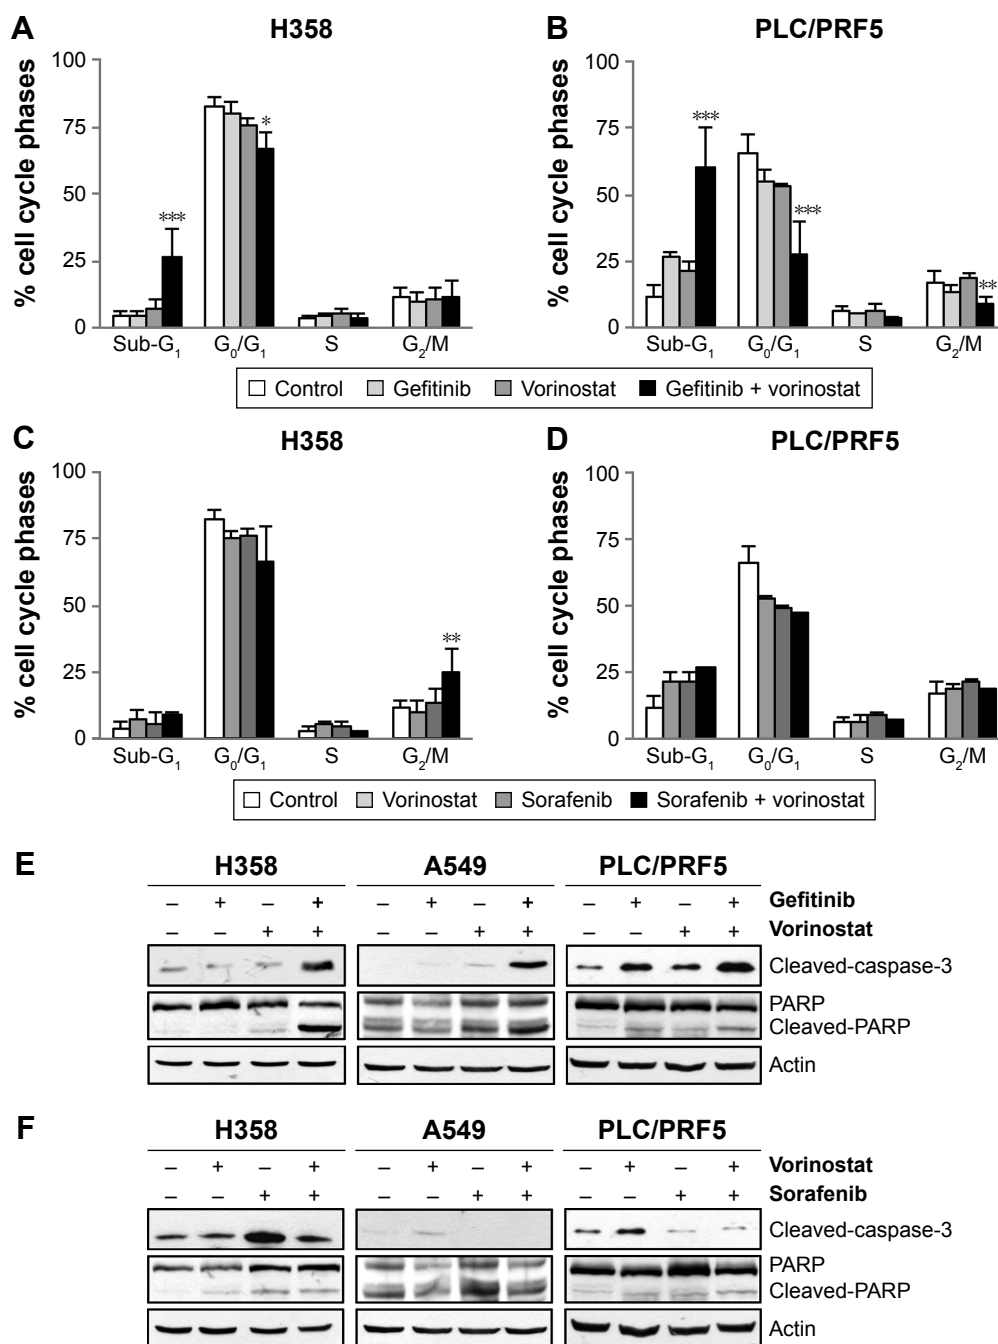 A H358
% cell cycle phases
100
75
50
25
0
***
*
Sub-G₁ G₀/G₁ S G₂/M
B PLC/PRF5
% cell cycle phases
100
75
50
25
0
***
***
**
Sub-G₁ G₀/G₁ S G₂/M
Control Gefitinib Vorinostat Gefitinib + vorinostat
C H358
% cell cycle phases
100
75
50
25
0
**
Sub-G₁ G₀/G₁ S G₂/M
D PLC/PRF5
% cell cycle phases
100
75
50
25
0
Sub-G₁ G₀/G₁ S G₂/M
Control Vorinostat Sorafenib Sorafenib + vorinostat
E H358 A549 PLC/PRF5
– + – + – + – + – + – + Gefitinib
– – + + – – + + – – + + Vorinostat
Cleaved-caspase-3
PARP
Cleaved-PARP
Actin
F H358 A549 PLC/PRF5
– + – + – + – + – + – + Vorinostat
– – + + – – + + – – + + Sorafenib
Cleaved-caspase-3
PARP
Cleaved-PARP
Actin